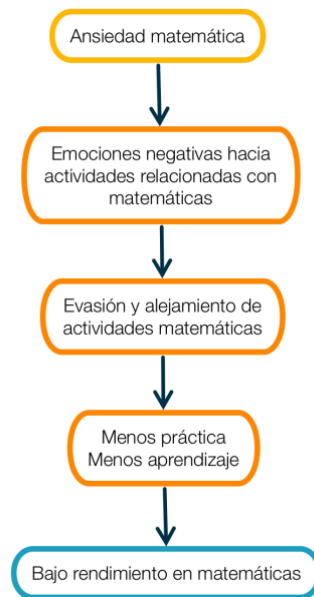 Ansiedad matemática
Emociones negativas hacia
actividades relacionadas con
matemáticas
Evasión y alejamiento de
actividades matemáticas
Menos práctica
Menos aprendizaje
Bajo rendimiento en matemáticas